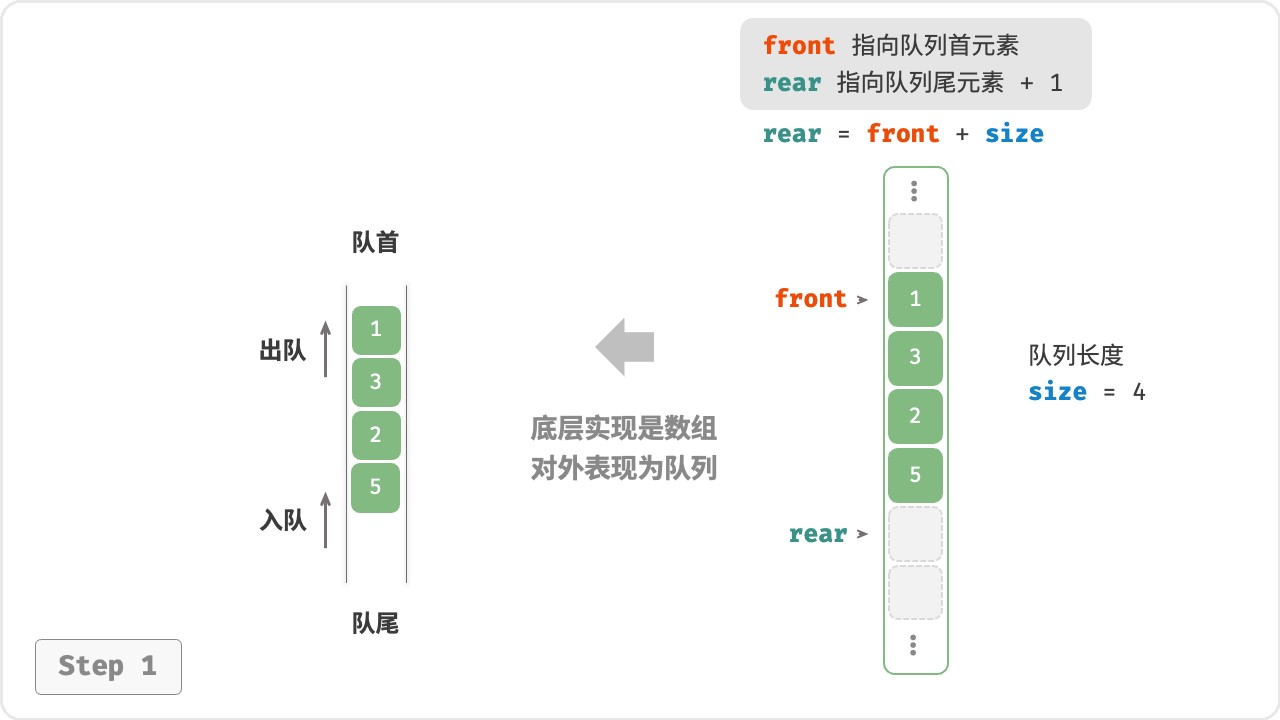 front 指向队列首元素
rear 指向队列尾元素 + 1
rear = front + size
队首
出队
1
3
2
5
入队
队尾
底层实现是数组
对外表现为队列
front
1
3
2
5
rear
队列长度
size = 4
Step 1